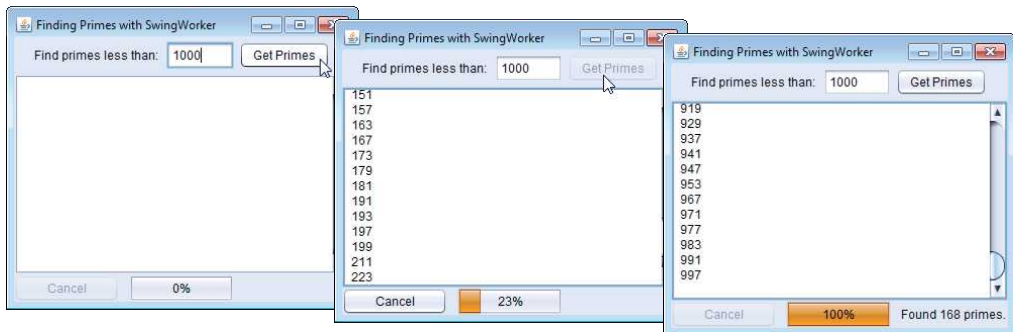 Finding Primes with SwingWorker
Find primes less than: 1000 Get Primes
Cancel 0%
Finding Primes with SwingWorker
Find primes less than: 1000 Get Primes
151
157
163
167
173
179
181
191
193
197
199
211
223
Cancel 23%
Finding Primes with SwingWorker
Find primes less than: 1000 Get Primes
919
929
937
941
947
953
967
971
977
983
991
997
Cancel 100% Found 168 primes.